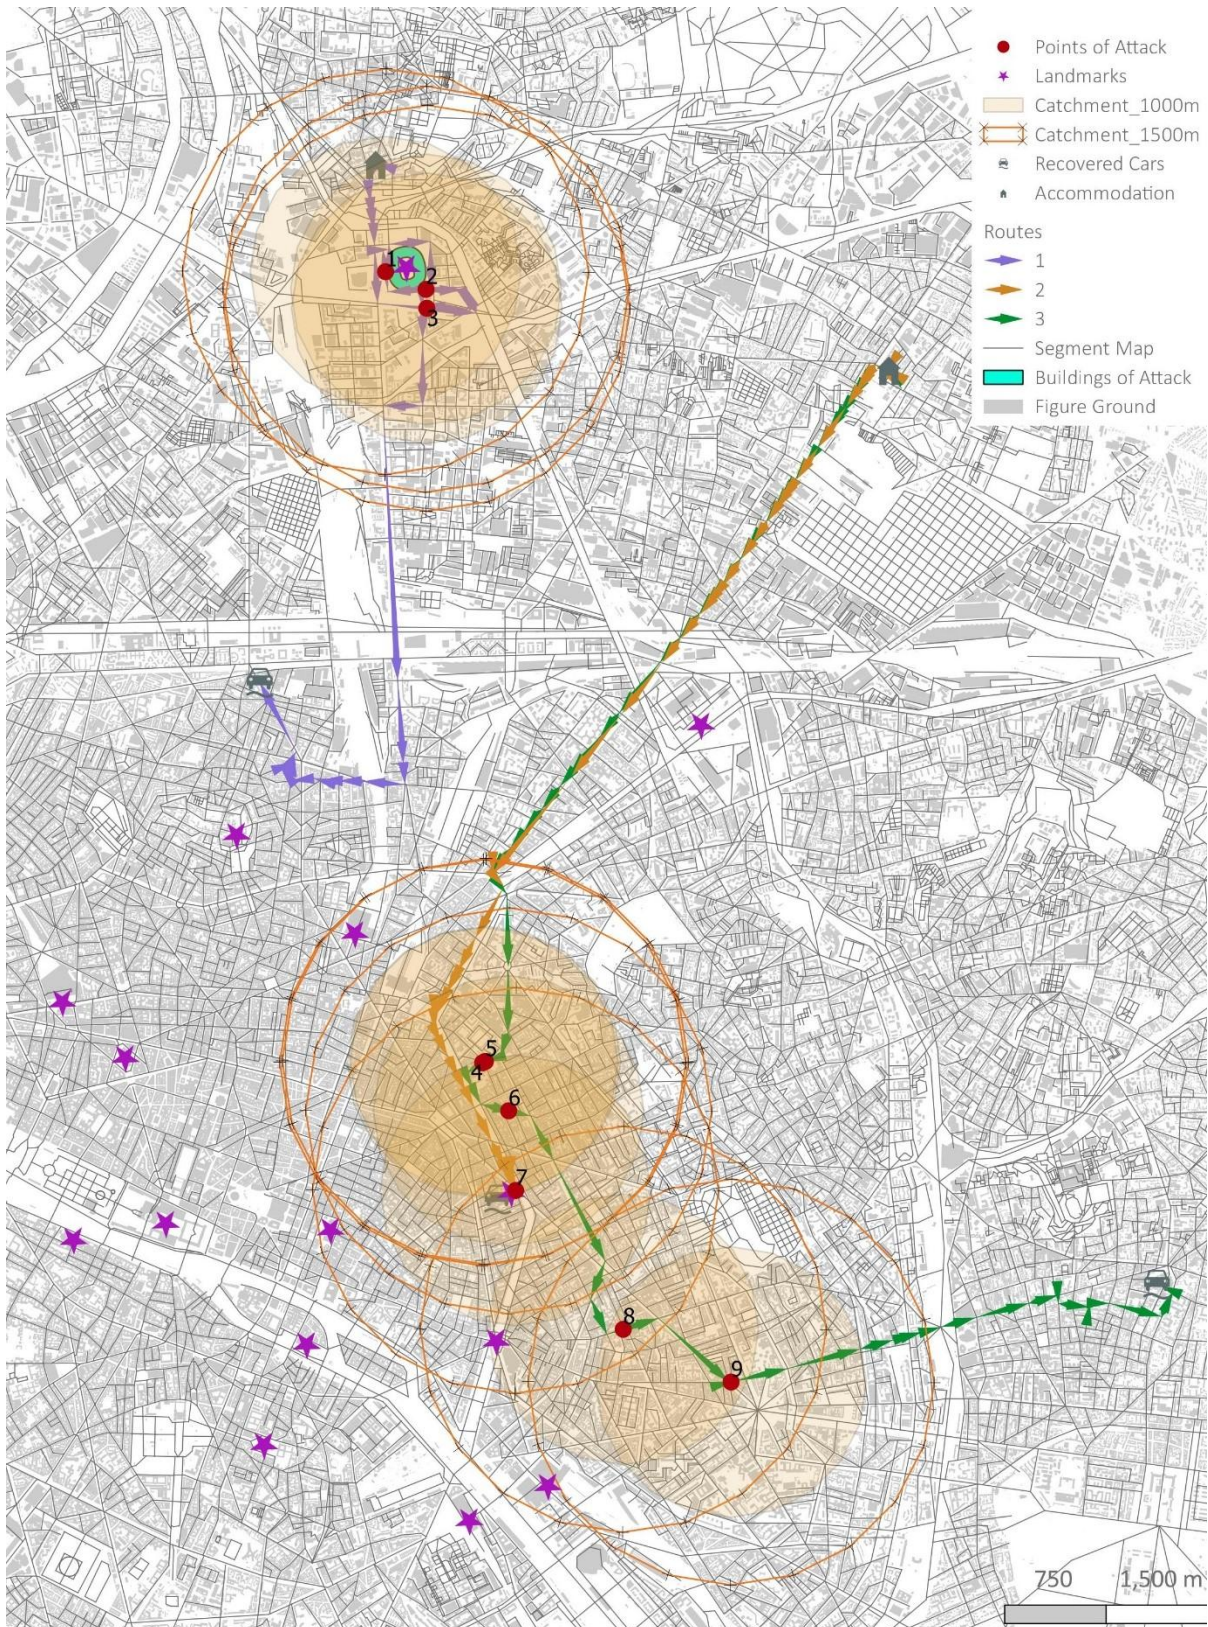 Points of Attack
Landmarks
Catchment_1000m
Catchment_1500m
Recovered Cars
Accommodation
Routes
1
2
3
Segment Map
Buildings of Attack
Figure Ground
1
2
3
5
4
6
7
8
9
750 1,500 m